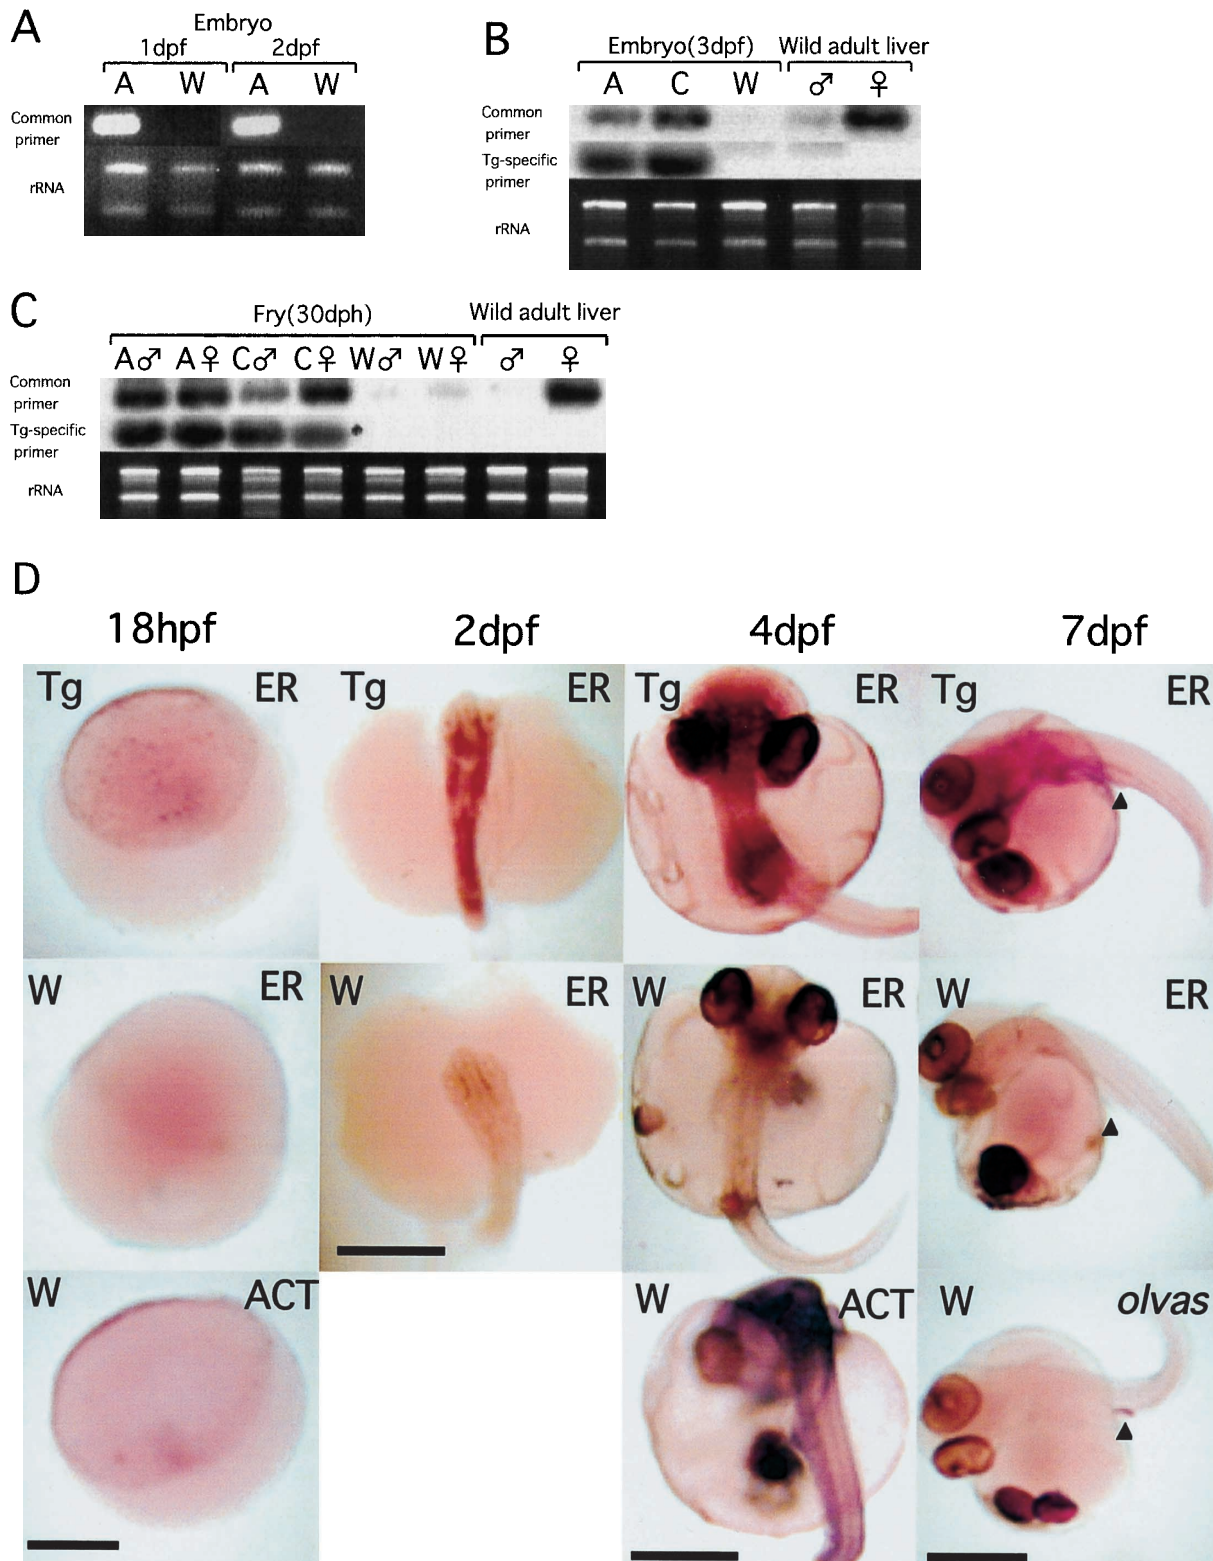 A
Embryo
1dpf 2dpf
A W A W
Common
primer
rRNA
B
Embryo(3dpf) Wild adult liver
A C W ♂ ♀
Common
primer
Tg-specific
primer
rRNA
C
Fry(30dph) Wild adult liver
A♂ A♀ C♂ C♀ W♂ W♀ ♂ ♀
Common
primer
Tg-specific
primer
rRNA
D
18hpf 2dpf 4dpf 7dpf
Tg ER Tg ER Tg ER Tg ER
W ER W ER W ER W ER
W ACT W ACT W olvas